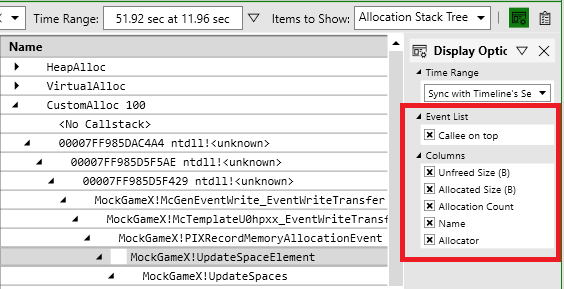 Time Range: 51.92 sec at 11.96 sec Items to Show: Allocation Stack Tree
Name
HeapAlloc
VirtualAlloc
CustomAlloc 100
<No Callstack>
00007FF985DAC4A4 ntdll!<unknown>
00007FF985D5F5AE ntdll!<unknown>
00007FF985D5F429 ntdll!<unknown>
MockGameX!McGenEventWrite_EventWriteTransfer
MockGameX!McTemplateU0hpxx_EventWriteTransf
MockGameX!PIXRecordMemoryAllocationEvent
MockGameX!UpdateSpaceElement
MockGameX!UpdateSpaces
Display Optic
Time Range
Sync with Timeline's Se
Event List
Callee on top
Columns
Unfreed Size (B)
Allocated Size (B)
Allocation Count
Name
Allocator